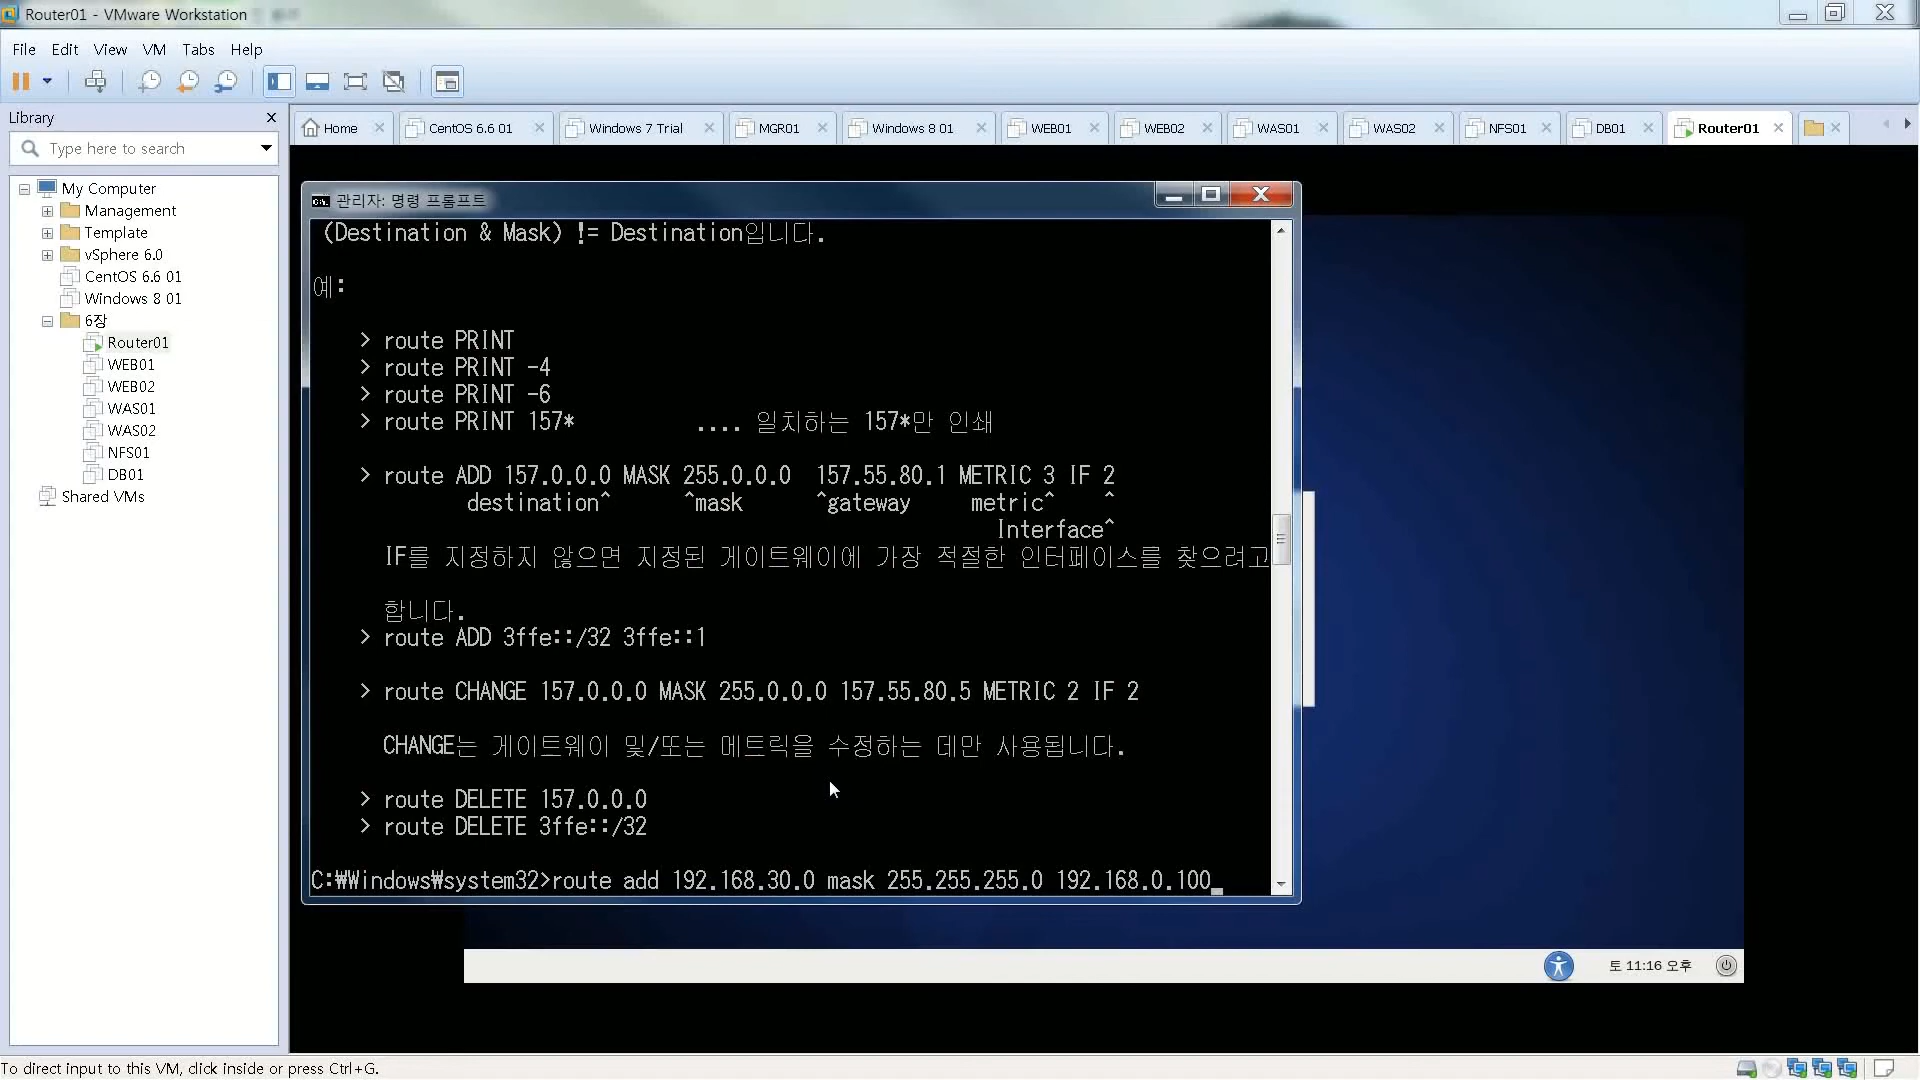 Router01 - VMware Workstation
File Edit View VM Tabs Help
Library
Type here to search
Home
CentOS 6.6 01
Windows 7 Trial
MGR01
Windows 8 01
WEB01
WEB02
WAS01
WAS02
NFS01
DB01
Router01
My Computer
Management
Template
vSphere 6.0
CentOS 6.6 01
Windows 8 01
6장
Router01
WEB01
WEB02
WAS01
WAS02
NFS01
DB01
Shared VMs
관리자: 명령 프롬프트
(Destination & Mask) != Destination입니다.
예:
> route PRINT
> route PRINT -4
> route PRINT -6
> route PRINT 157* .... 일치하는 157*만 인쇄
> route ADD 157.0.0.0 MASK 255.0.0.0 157.55.80.1 METRIC 3 IF 2
destination^ ^mask ^gateway metric^ ^
Interface^
IF를 지정하지 않으면 지정된 게이트웨이에 가장 적절한 인터페이스를 찾으려고
합니다.
> route ADD 3ffe::/32 3ffe::1
> route CHANGE 157.0.0.0 MASK 255.0.0.0 157.55.80.5 METRIC 2 IF 2
CHANGE는 게이트웨이 및/또는 메트릭을 수정하는 데만 사용됩니다.
> route DELETE 157.0.0.0
> route DELETE 3ffe::/32
C:₩Windows₩system32>route add 192.168.30.0 mask 255.255.255.0 192.168.0.100_
토 11:16 오후
To direct input to this VM, click inside or press Ctrl+G.